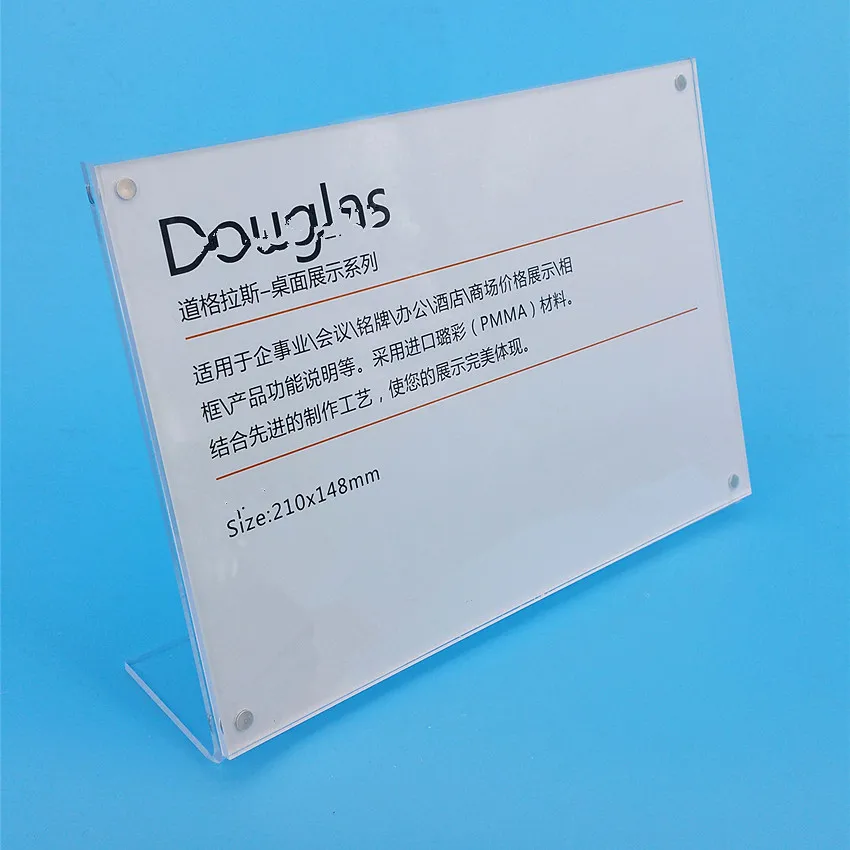 Douglas
道格拉斯-桌面展示系列
适用于企事业\会议\铭牌\办公\酒店\商场价格展示\相
框\产品功能说明等。采用进口璐彩（PMMA）材料。
结合先进的制作工艺，使您的展示完美体现。
Size:210x148mm